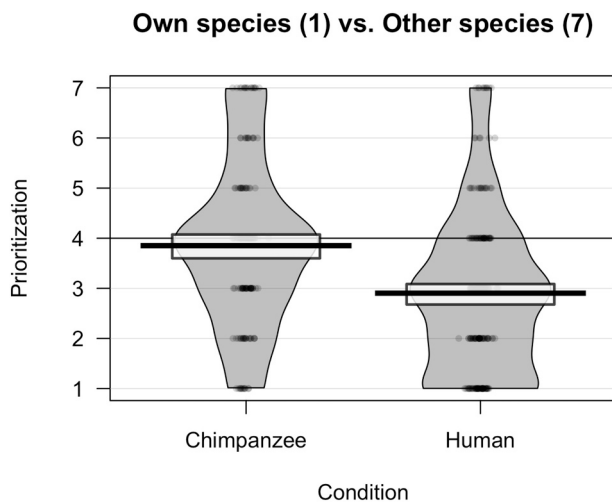 Own species (1) vs. Other species (7)
7
6
5
4
3
2
1
Prioritization
Chimpanzee Human
Condition